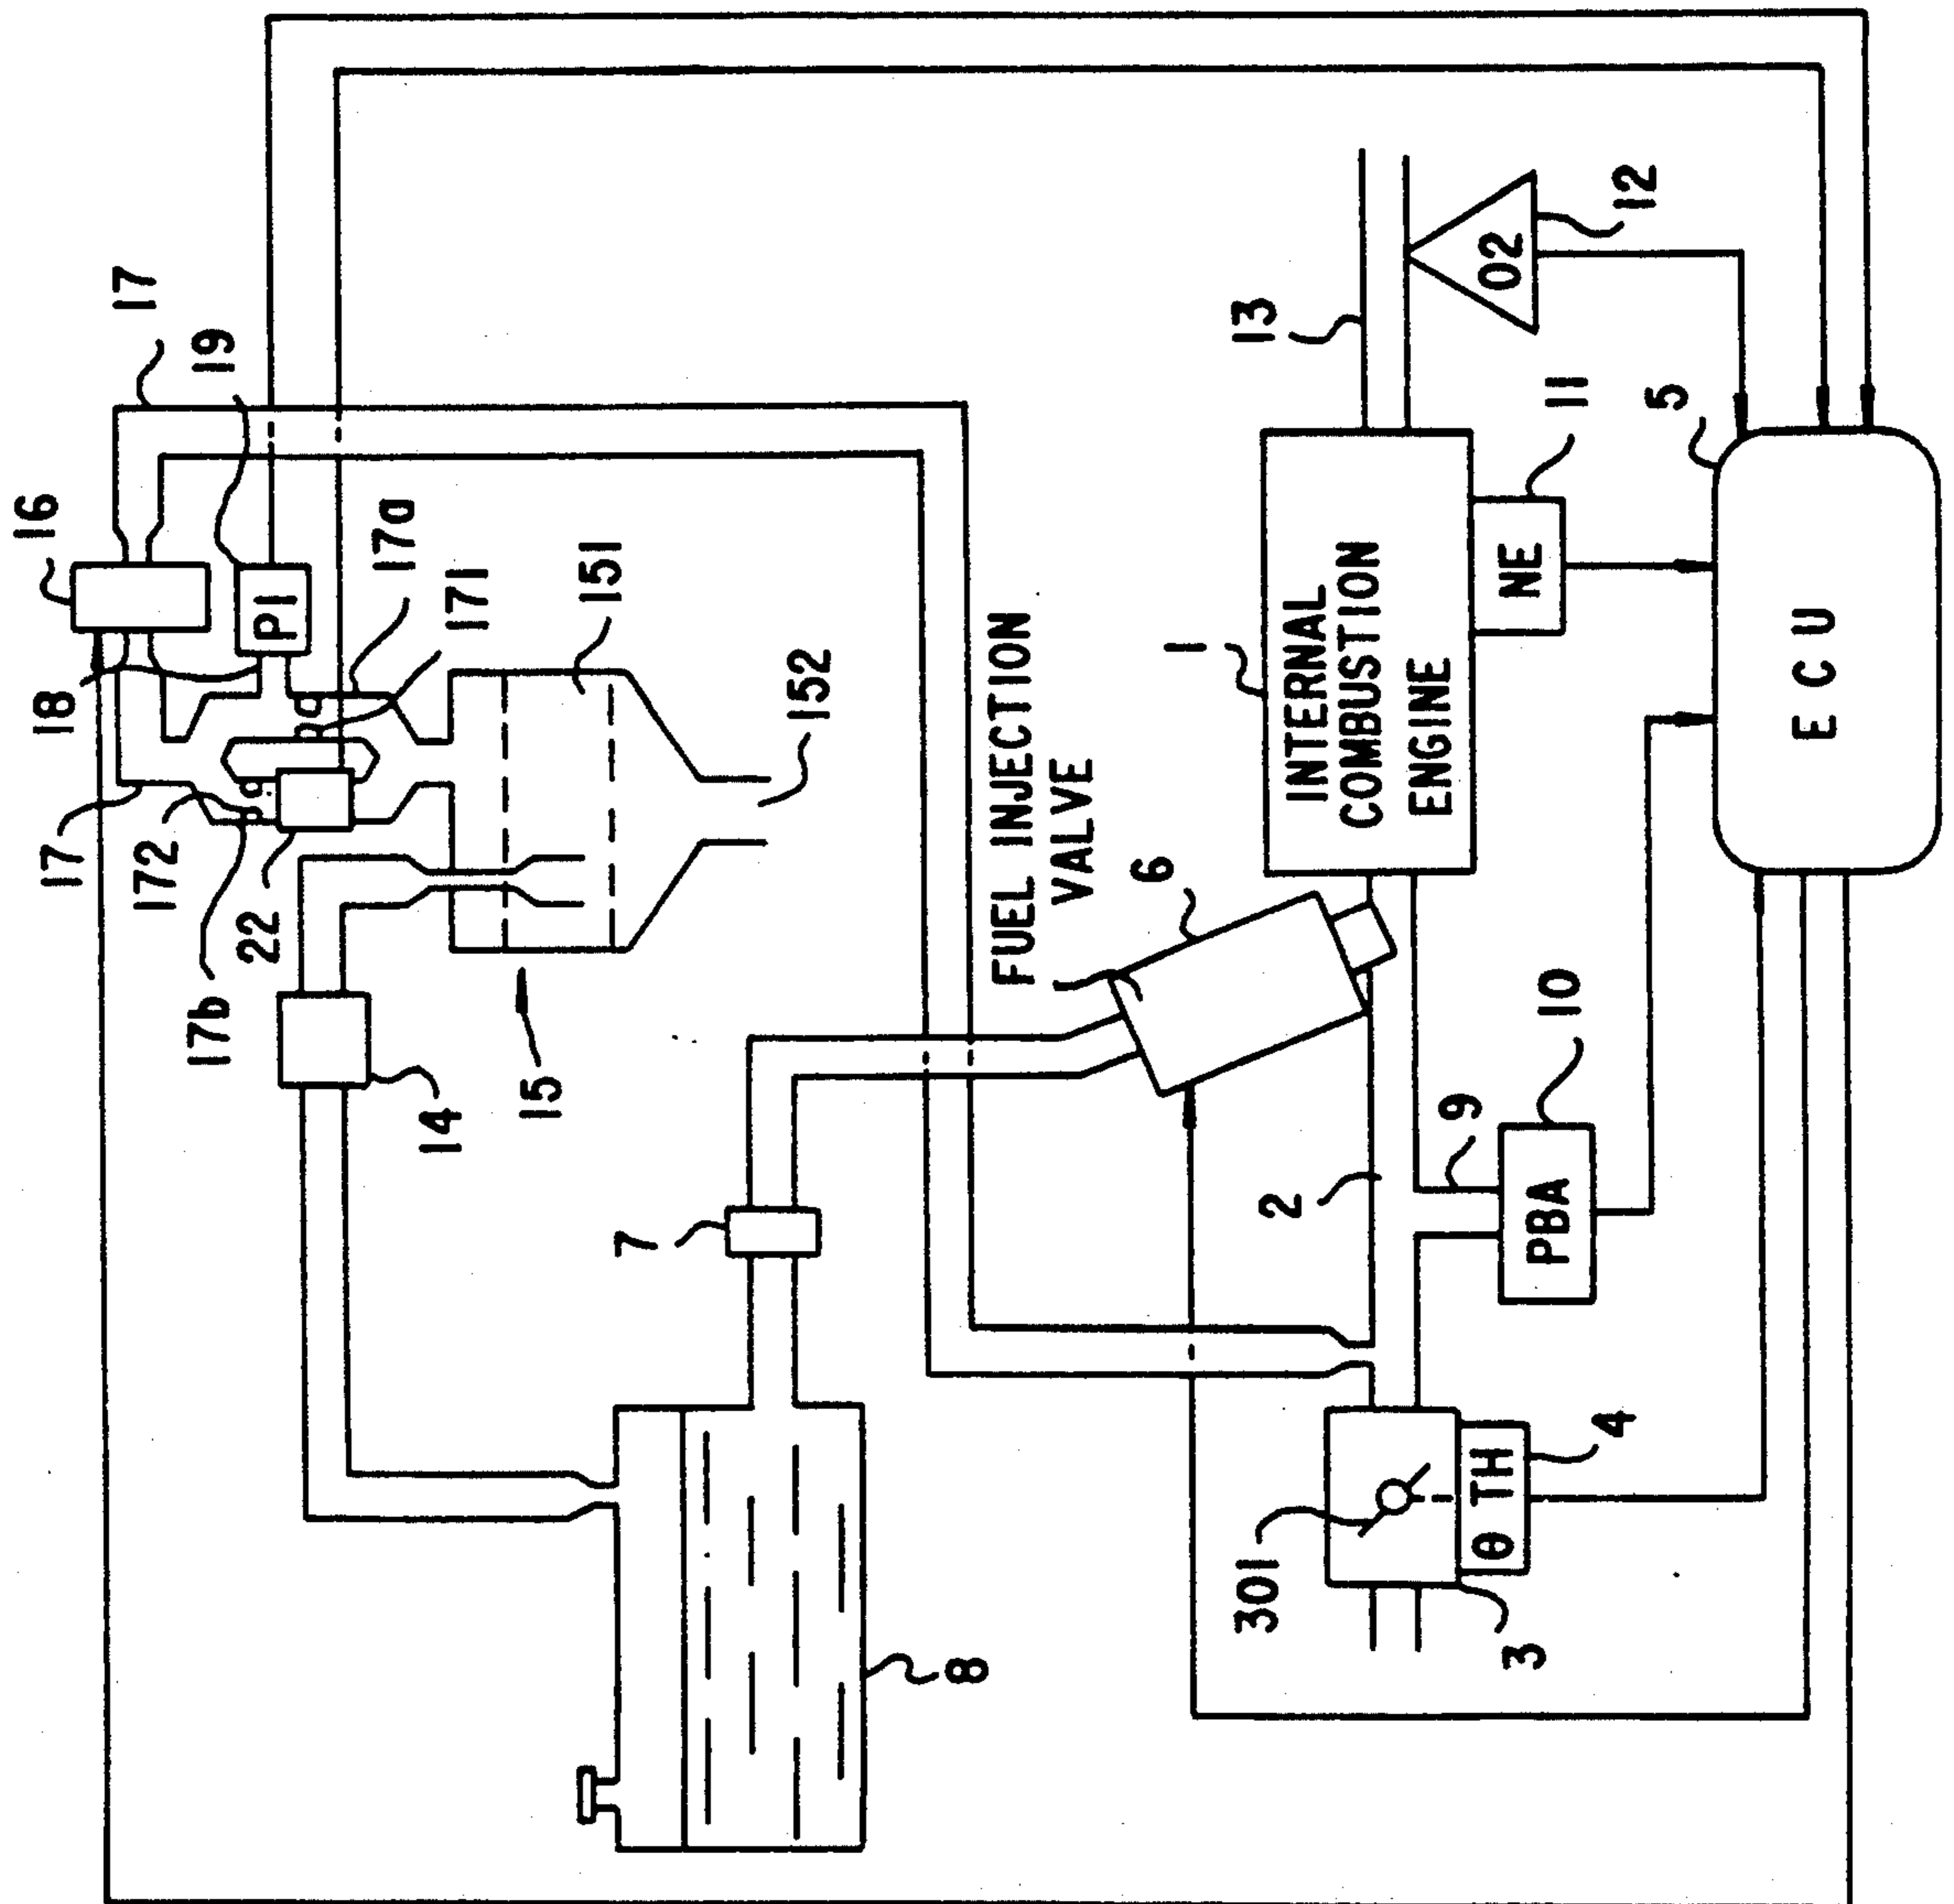 17
16
19
18
P1
17a
171
17
172
17b
22
151
152
14
15
FUEL INJECTION
VALVE
6
7
8
1
INTERNAL
COMBUSTION
ENGINE
13
O2
12
NE
11
5
ECU
2
9
PBA
10
301
θ TH
4
3